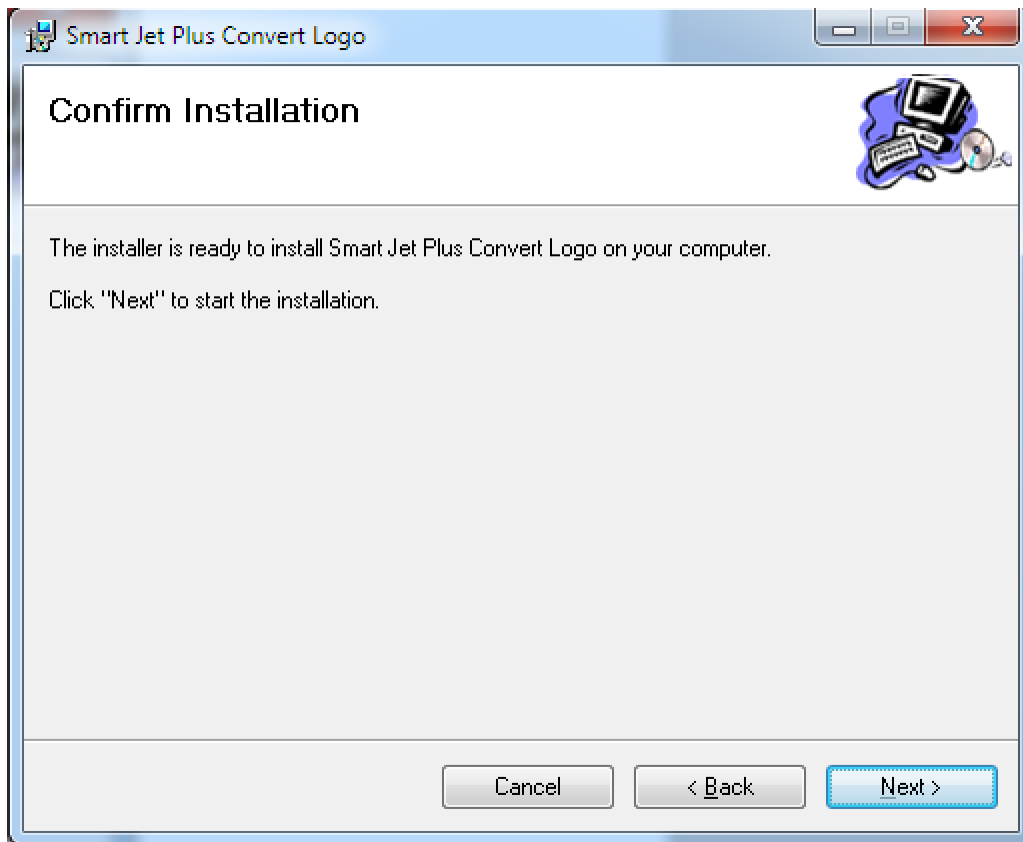 Smart Jet Plus Convert Logo
Confirm Installation
The installer is ready to install Smart Jet Plus Convert Logo on your computer.
Click "Next" to start the installation.
Cancel
< Back
Next >